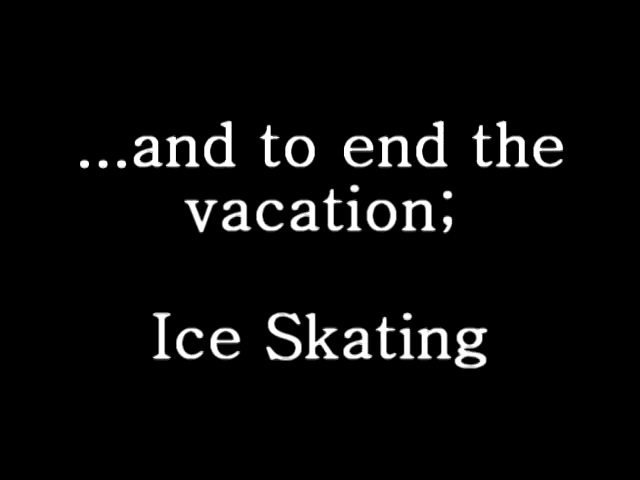 ...and to end the
vacation;
Ice Skating